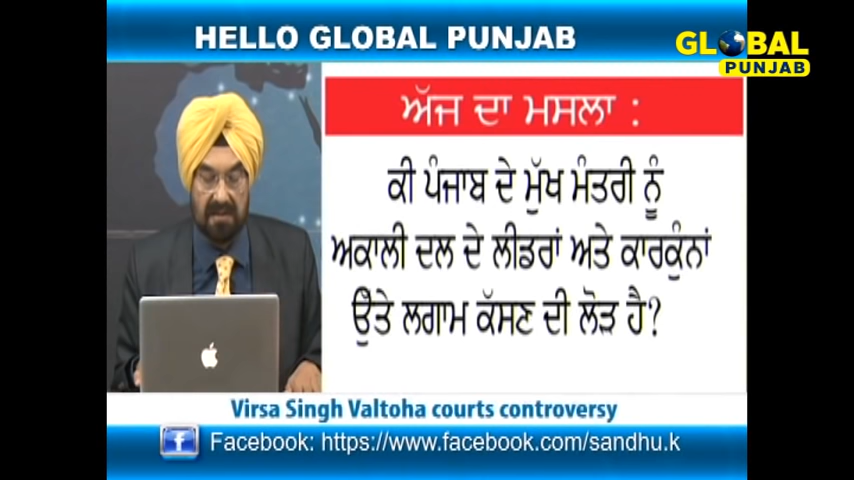 HELLO GLOBAL PUNJAB
GLOBAL
PUNJAB
ਅੱਜ ਦਾ ਮਸਲਾ :
ਕੀ ਪੰਜਾਬ ਦੇ ਮੁੱਖ ਮੰਤਰੀ ਨੂੰ
ਅਕਾਲੀ ਦਲ ਦੇ ਲੀਡਰਾਂ ਅਤੇ ਕਾਰਕੁੰਨਾਂ
ਉੱਤੇ ਲਗਾਮ ਕੱਸਣ ਦੀ ਲੋੜ ਹੈ?
Virsa Singh Valtoha courts controversy
Facebook: https://www.facebook.com/sandhu.k